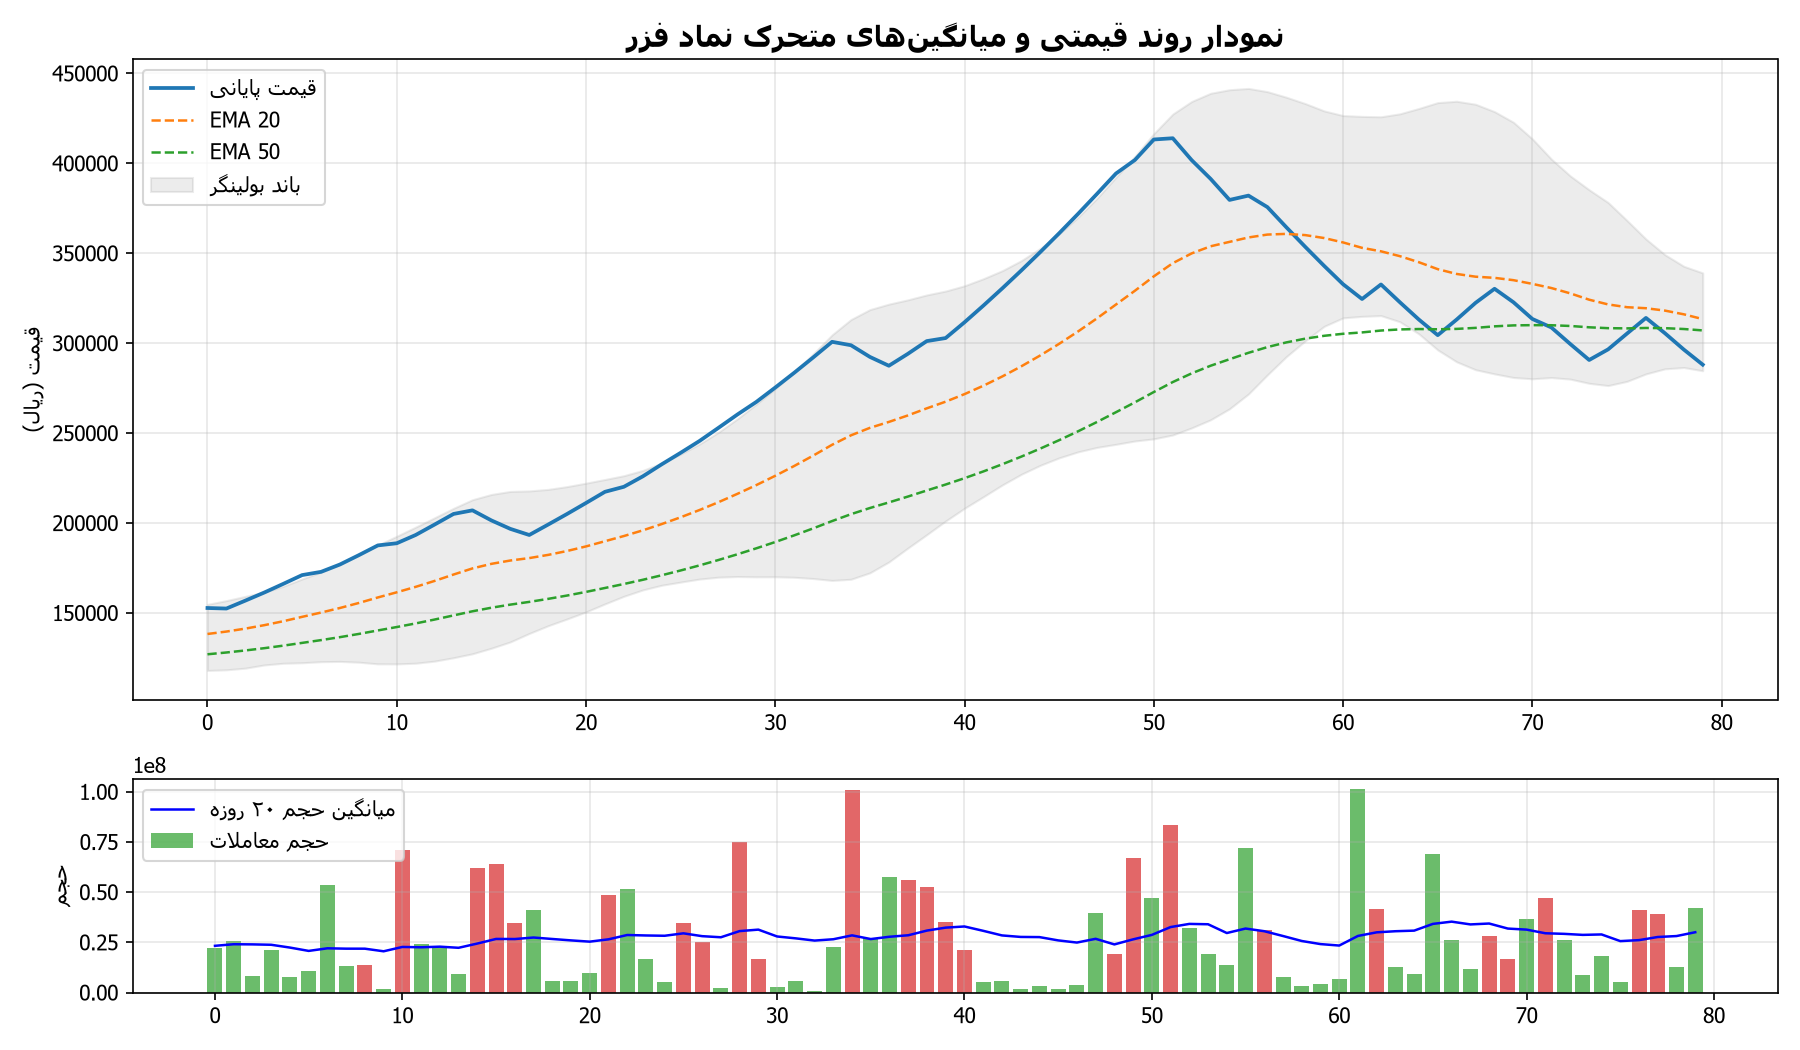 نمودار روند قیمتی و میانگین‌های متحرک نماد فزر
قیمت (ریال)
450000
400000
350000
300000
250000
200000
150000
قیمت پایانی
EMA 20
EMA 50
باند بولینگر
0 10 20 30 40 50 60 70 80
1e8
حجم
1.00
0.75
0.50
0.25
0.00
میانگین حجم ۲۰ روزه
حجم معاملات
0 10 20 30 40 50 60 70 80